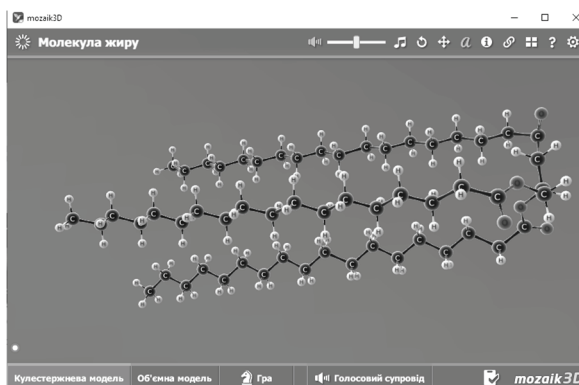 mozaik3D
Молекула жиру
Кулестержнева модель Об'ємна модель Гра Голосовий супровід mozaik3D